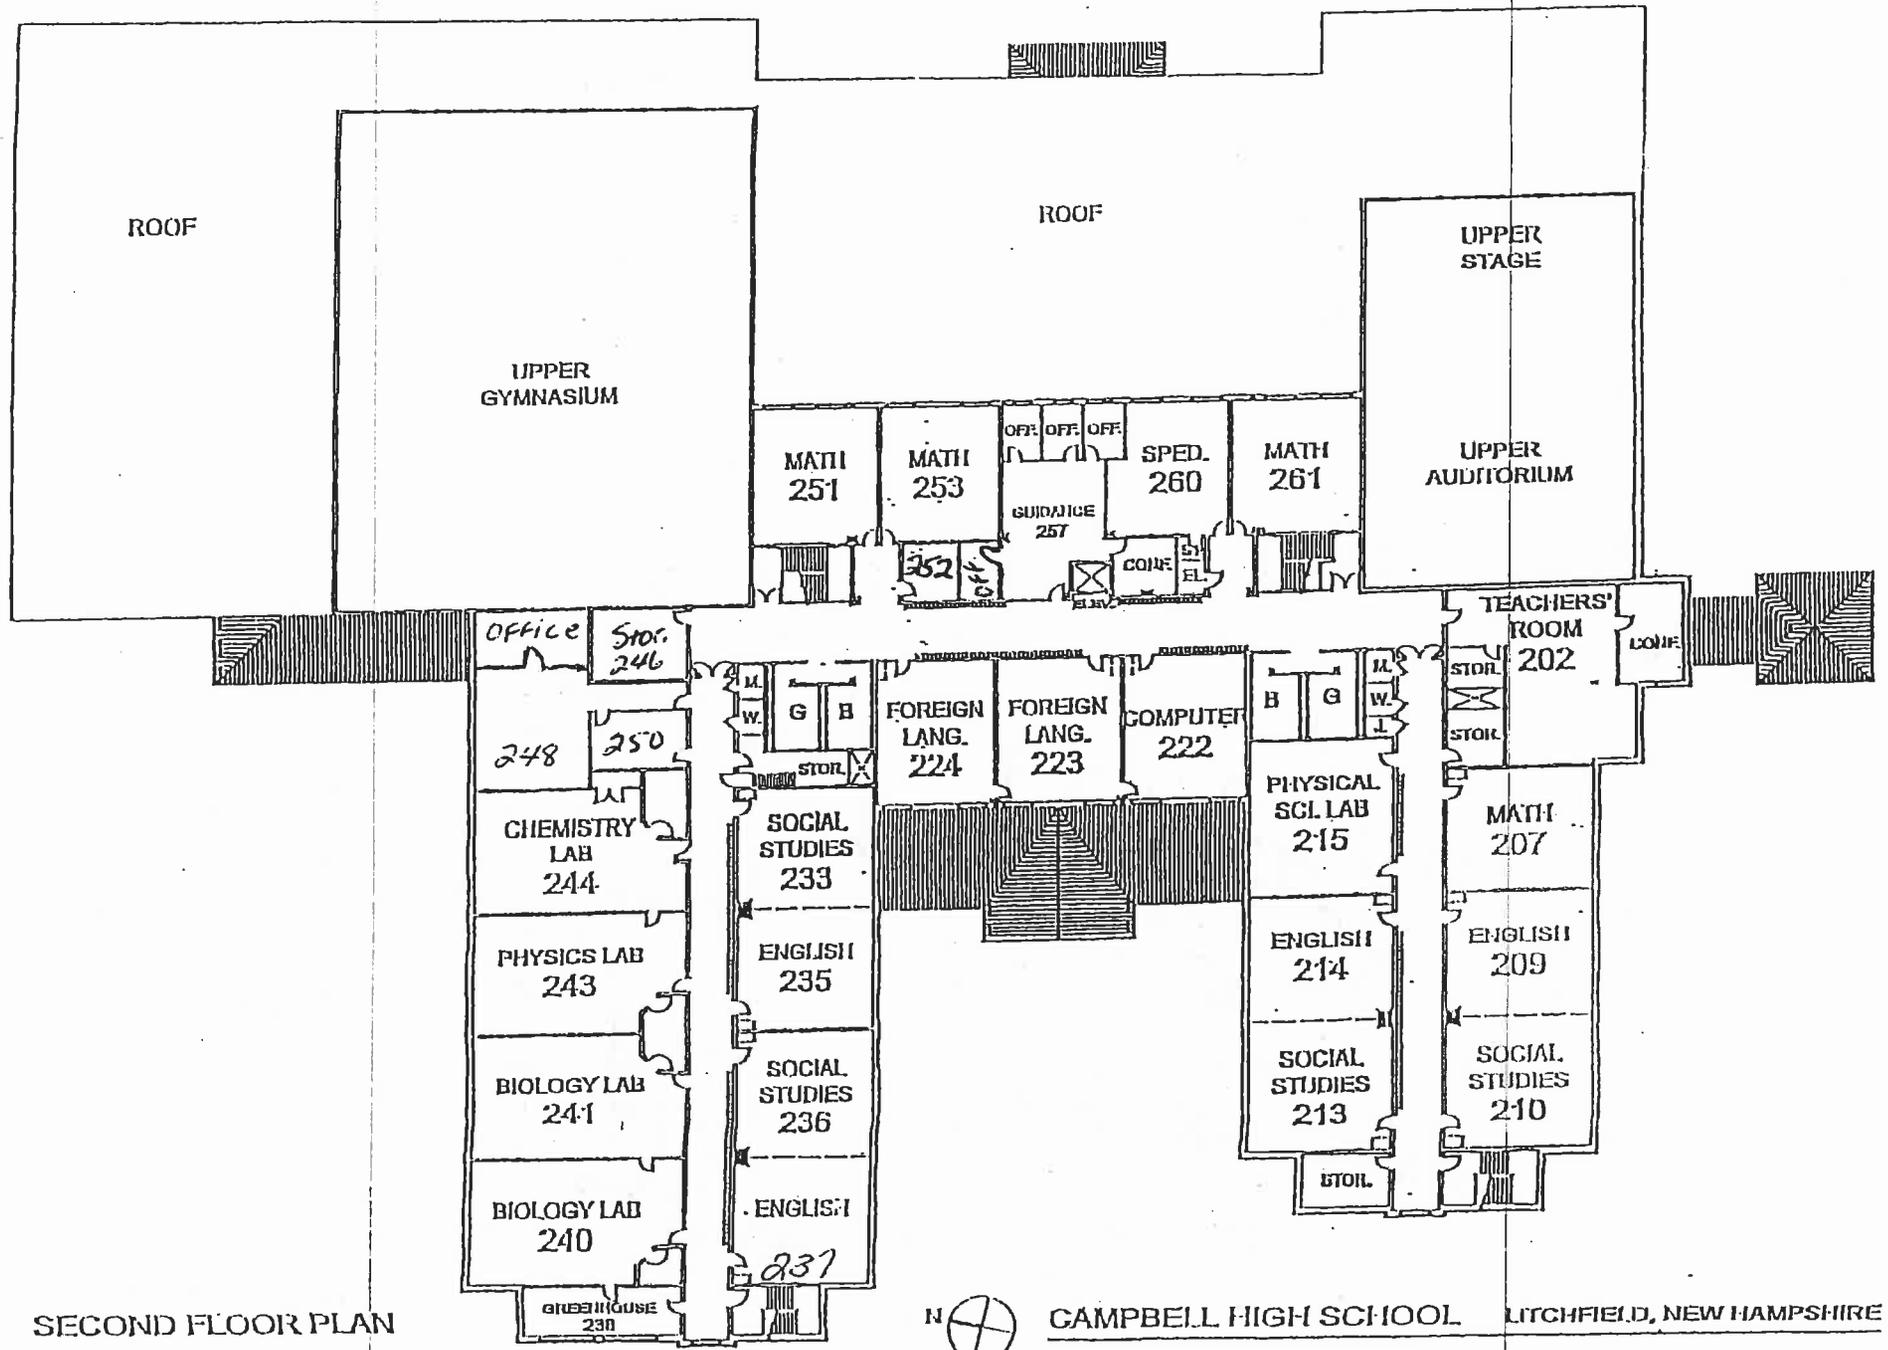 ROOF
ROOF
UPPER
STAGE
UPPER
GYMNASIUM
UPPER
AUDITORIUM
MATH
251
MATH
253
OFF.
OFF.
OFF.
GUIDANCE
257
SPED.
260
MATH
261
252
Off.
CONF.
ST.
EL.
ELEV.
Office
Stor.
246
TEACHERS'
ROOM
202
CONF.
STOR.
STOR.
M.
W.
G
B
FOREIGN
LANG.
224
FOREIGN
LANG.
223
COMPUTER
222
B
G
M.
W.
T.
248
250
STOR.
CHEMISTRY
LAB
244
SOCIAL
STUDIES
233
PHYSICAL
SCI. LAB
215
MATH
207
PHYSICS LAB
243
ENGLISH
235
ENGLISH
214
ENGLISH
209
BIOLOGY LAB
241
SOCIAL
STUDIES
236
SOCIAL
STUDIES
213
SOCIAL
STUDIES
210
STOR.
BIOLOGY LAB
240
ENGLISH
237
GREENHOUSE
238
SECOND FLOOR PLAN
N
CAMPBELL HIGH SCHOOL
LITCHFIELD, NEW HAMPSHIRE